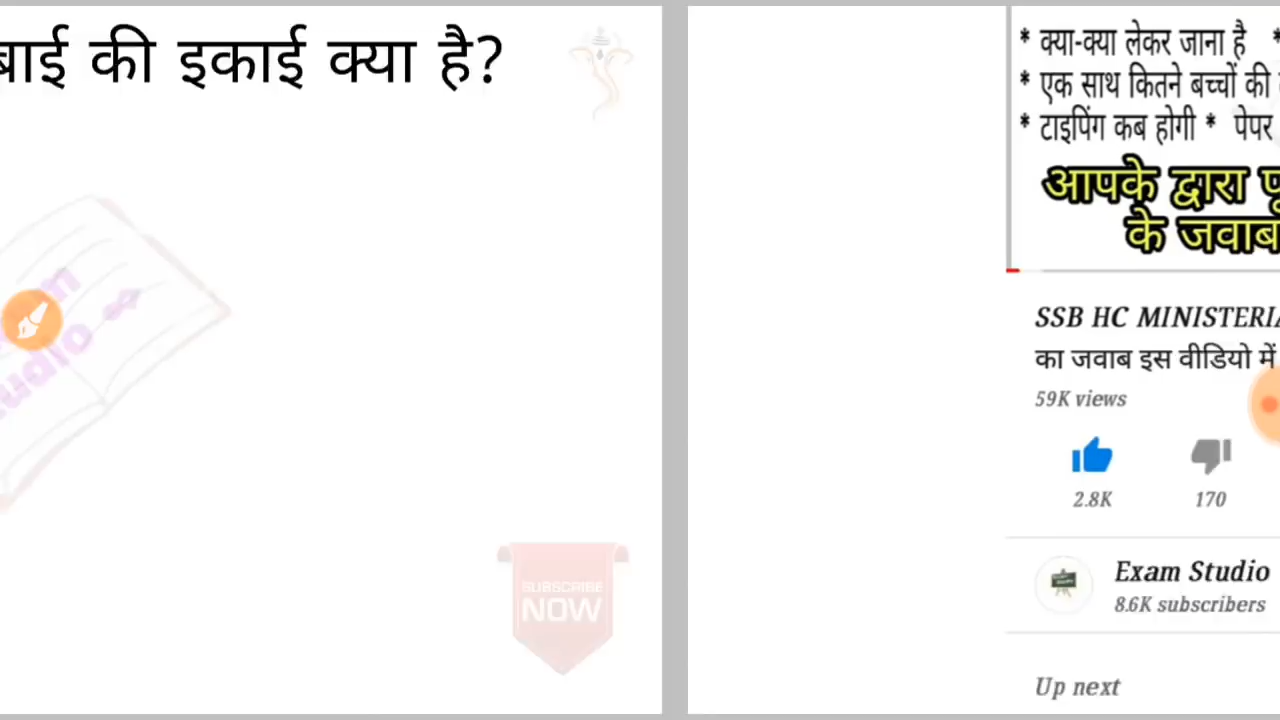 बाई की इकाई क्या है?
SUBSCRIBE
NOW
* क्या-क्या लेकर जाना है *
* एक साथ कितने बच्चों की
* टाइपिंग कब होगी * पेपर
आपके द्वारा पू
के जवाब
SSB HC MINISTERIA
का जवाब इस वीडियो में
59K views
2.8K 170
Exam Studio
8.6K subscribers
Up next